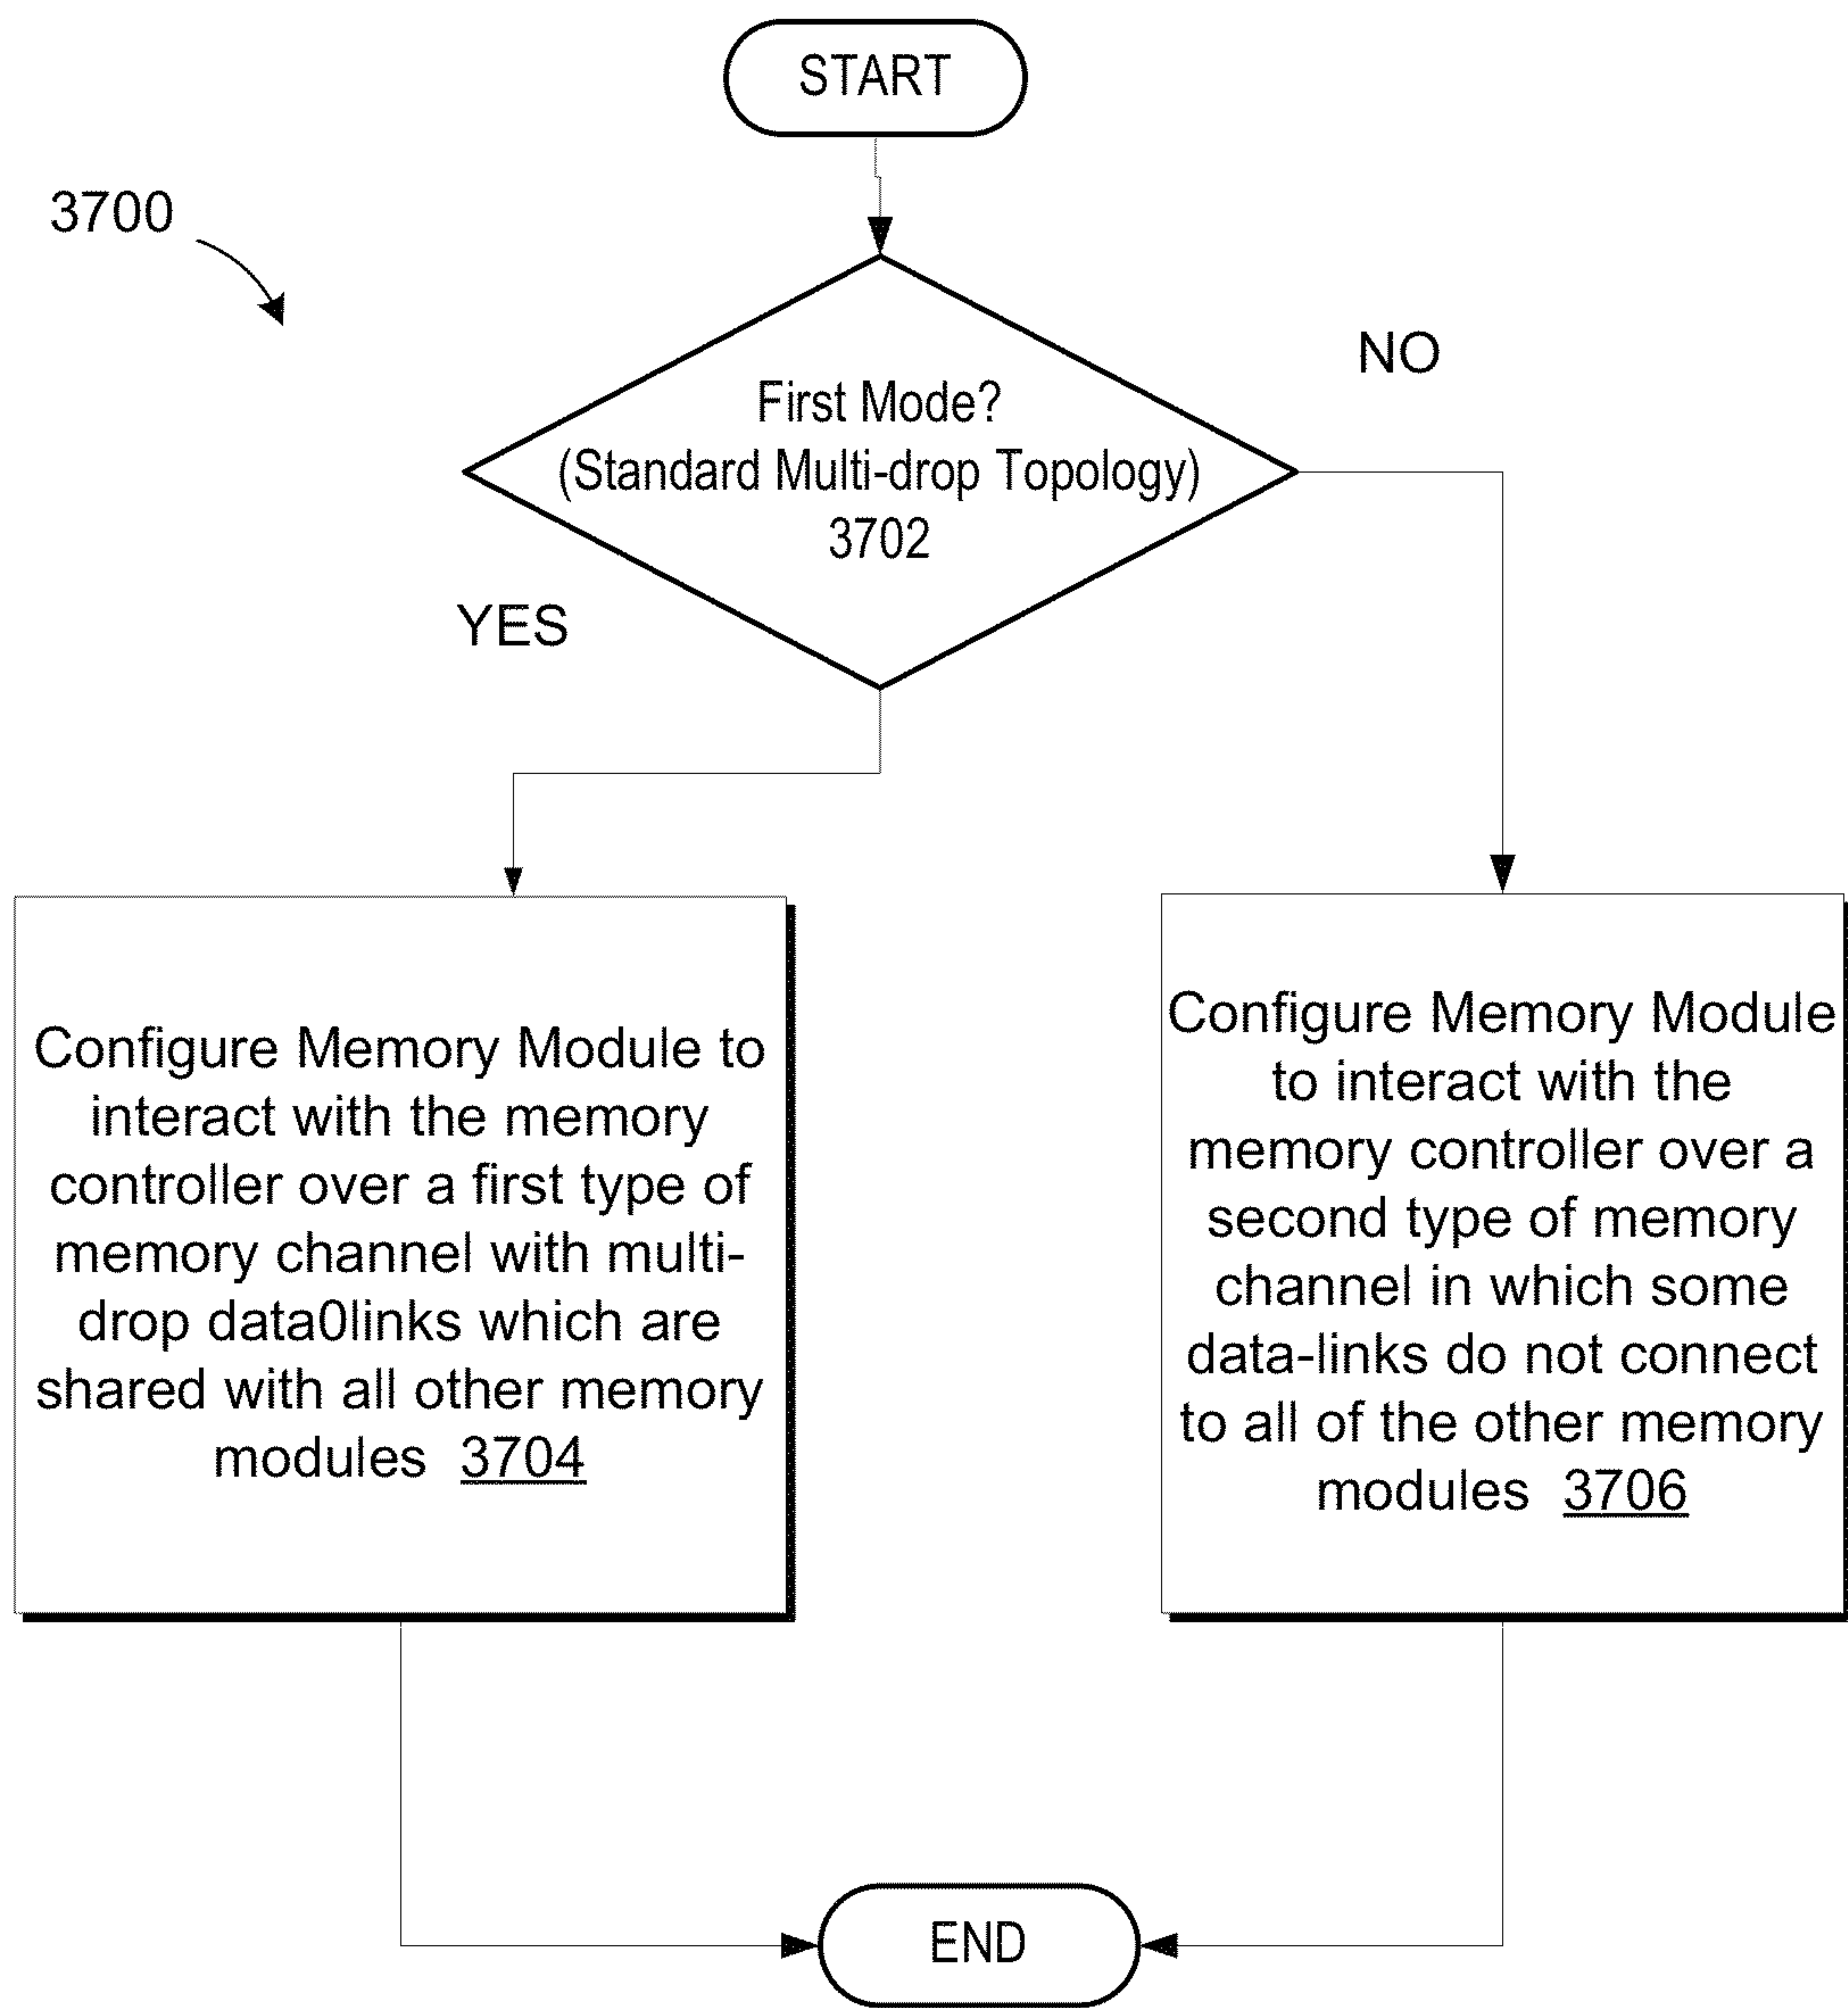 START
3700
NO
First Mode?
(Standard Multi-drop Topology)
3702
YES
Configure Memory Module to
interact with the memory
controller over a first type of
memory channel with multi-
drop data0links which are
shared with all other memory
modules 3704
Configure Memory Module
to interact with the
memory controller over a
second type of memory
channel in which some
data-links do not connect
to all of the other memory
modules 3706
END